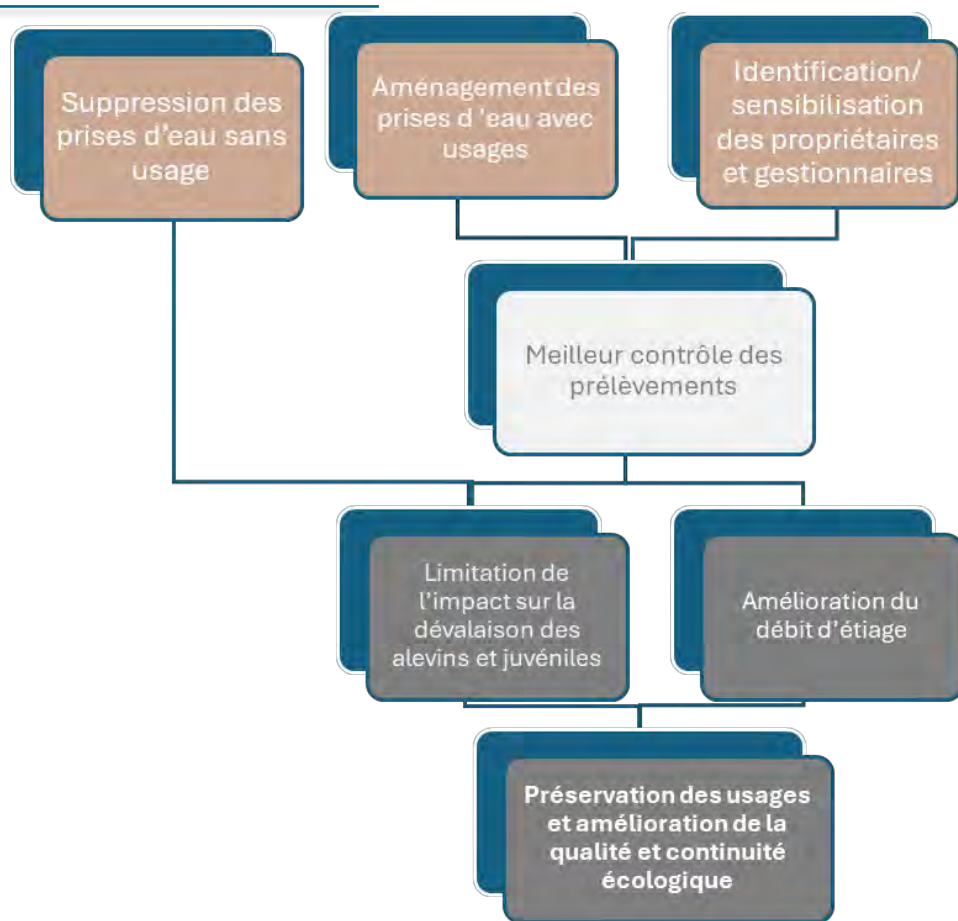 Suppression des
prises d'eau sans
usage
Aménagement des
prises d 'eau avec
usages
Identification/
sensibilisation
des propriétaires
et gestionnaires
Meilleur contrôle des
prélèvements
Limitation de
l'impact sur la
dévalaison des
alevins et juvéniles
Amélioration du
débit d'étiage
Préservation des usages
et amélioration de la
qualité et continuité
écologique